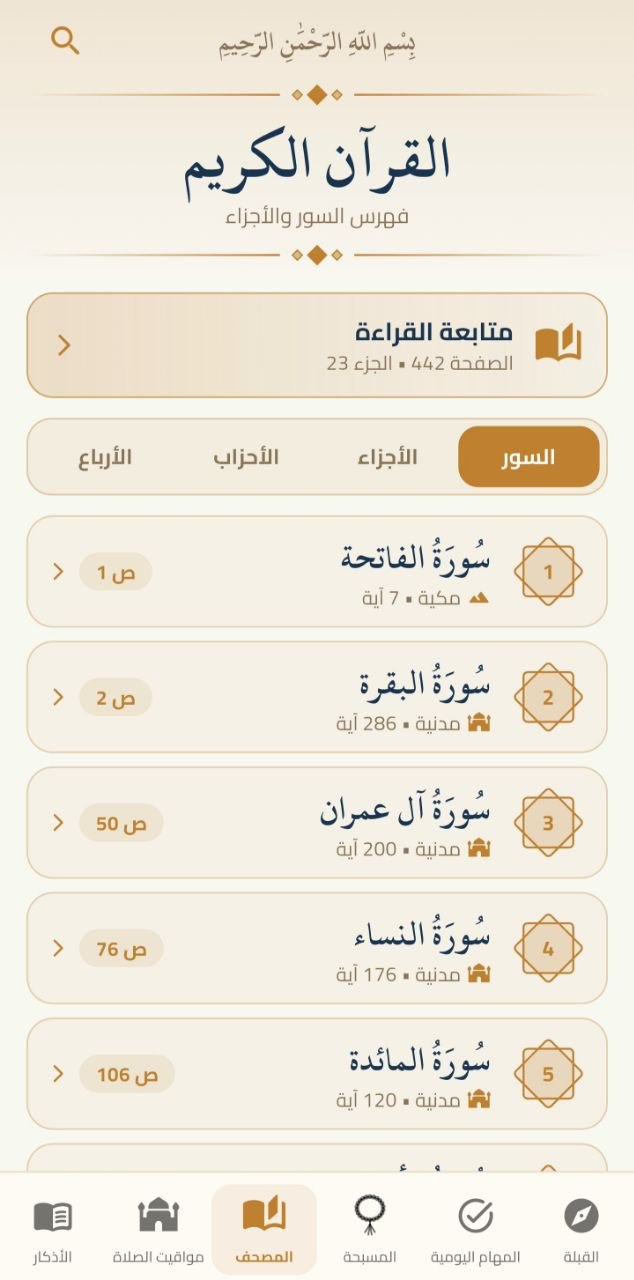 بِسْمِ اللّٰهِ الرَّحْمَٰنِ الرَّحِيمِ
القرآن الكريم
فهرس السور والأجزاء
متابعة القراءة
الصفحة 442 • الجزء 23
السور
الأجزاء
الأحزاب
الأرباع
1
سُورَةُ الفاتحة
مكية • 7 آية
ص 1
2
سُورَةُ البقرة
مدنية • 286 آية
ص 2
3
سُورَةُ آل عمران
مدنية • 200 آية
ص 50
4
سُورَةُ النساء
مدنية • 176 آية
ص 76
5
سُورَةُ المائدة
مدنية • 120 آية
ص 106
القبلة
المهام اليومية
المسبحة
المصحف
مواقيت الصلاة
الأذكار